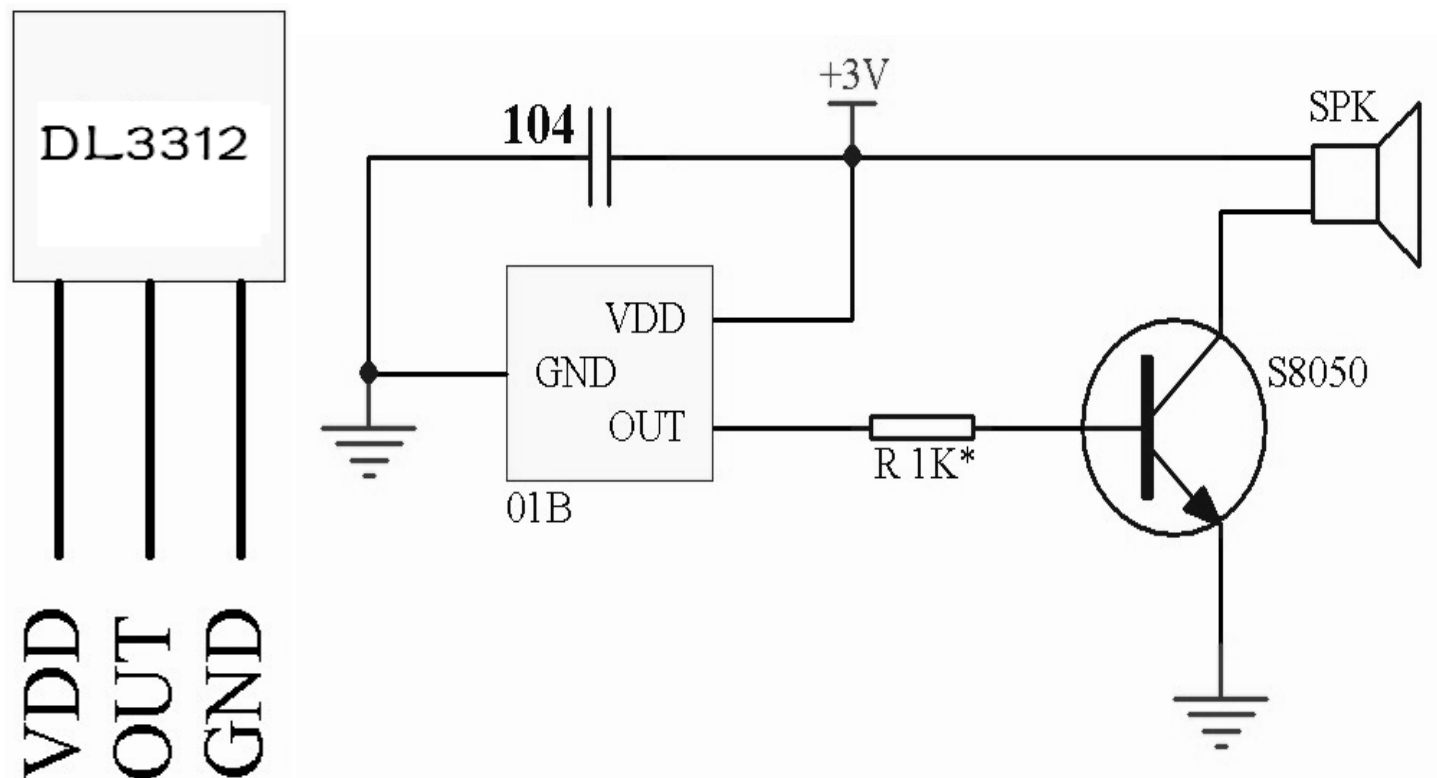 DL3312
VDD
OUT
GND
104
+3V
SPK
VDD
GND
OUT
01B
R 1K*
S8050